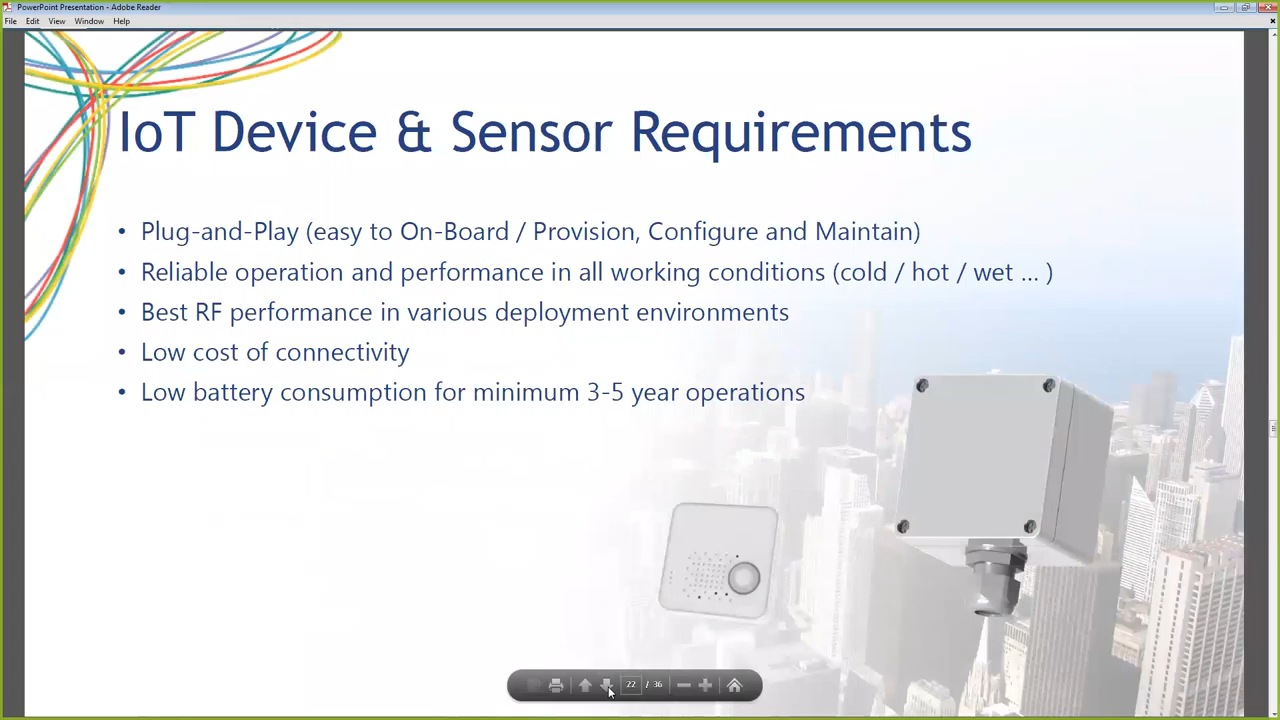 PowerPoint Presentation - Adobe Reader
File Edit View Window Help
IoT Device & Sensor Requirements
• Plug-and-Play (easy to On-Board / Provision, Configure and Maintain)
• Reliable operation and performance in all working conditions (cold / hot / wet … )
• Best RF performance in various deployment environments
• Low cost of connectivity
• Low battery consumption for minimum 3-5 year operations
22 / 36